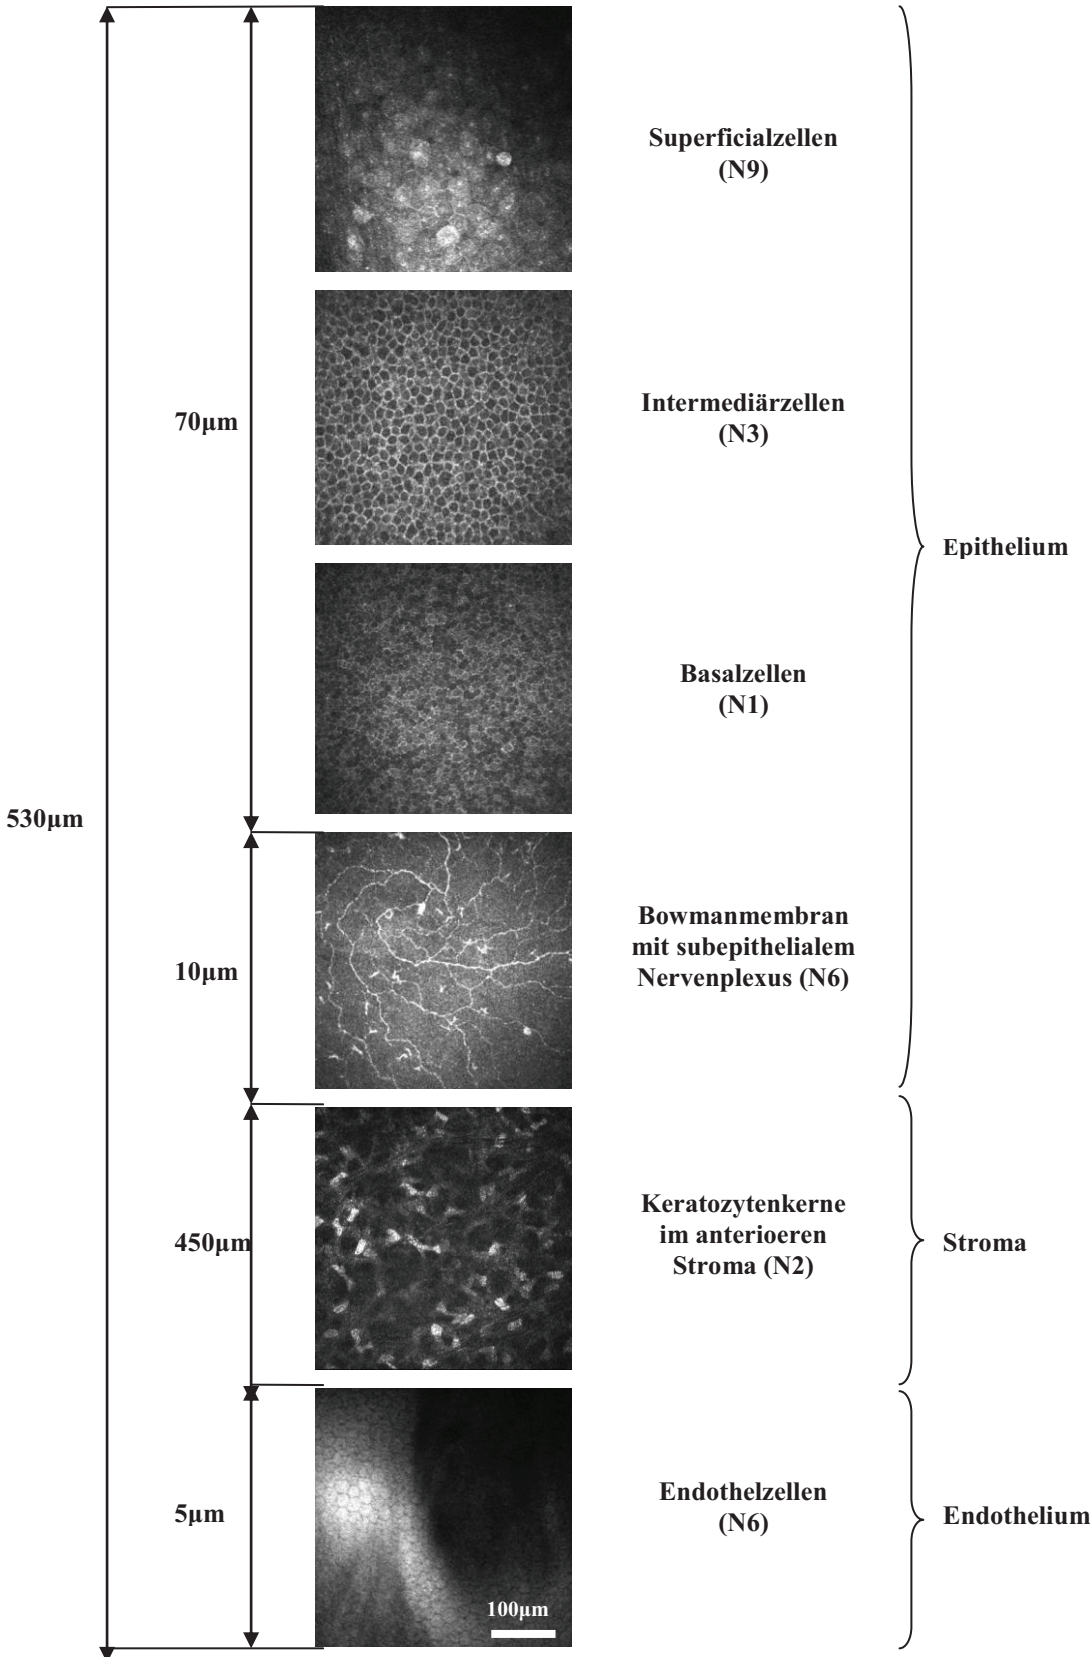 Superficialzellen
(N9)
Intermediärzellen
(N3)
70µm
Epithelium
Basalzellen
(N1)
530µm
Bowmanmembran
mit subepithelialem
Nervenplexus (N6)
10µm
Keratozytenkerne
im anterioeren
Stroma (N2)
450µm
Stroma
Endothelzellen
(N6)
5µm
Endothelium
100µm